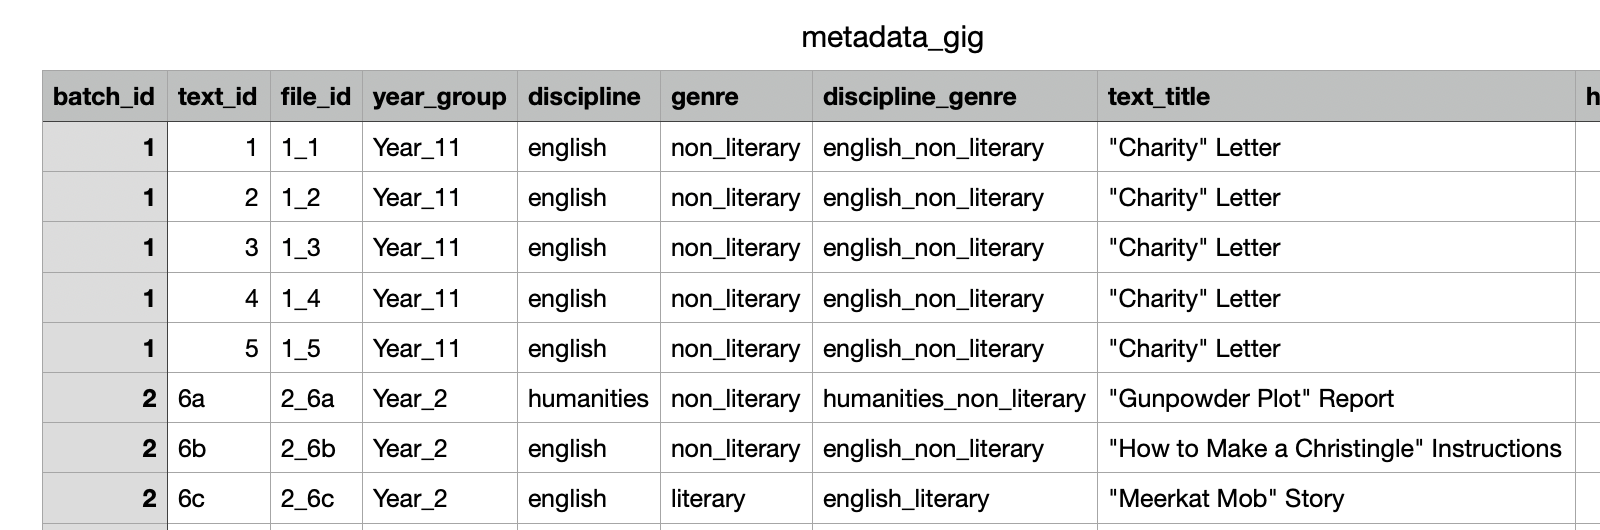 metadata_gig
batch_id text_id file_id year_group discipline genre discipline_genre text_title h
1 1 1_1 Year_11 english non_literary english_non_literary "Charity" Letter
1 2 1_2 Year_11 english non_literary english_non_literary "Charity" Letter
1 3 1_3 Year_11 english non_literary english_non_literary "Charity" Letter
1 4 1_4 Year_11 english non_literary english_non_literary "Charity" Letter
1 5 1_5 Year_11 english non_literary english_non_literary "Charity" Letter
2 6a 2_6a Year_2 humanities non_literary humanities_non_literary "Gunpowder Plot" Report
2 6b 2_6b Year_2 english non_literary english_non_literary "How to Make a Christingle" Instructions
2 6c 2_6c Year_2 english literary english_literary "Meerkat Mob" Story